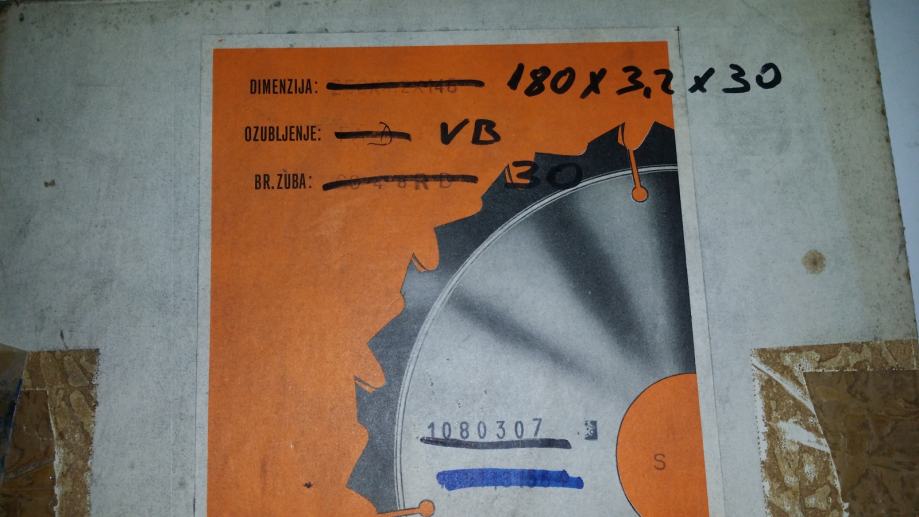 DIMENZIJA: 180 x 3,2 x 30
OZUBLJENJE: VB
BR. ZUBA: 30
1080307
S